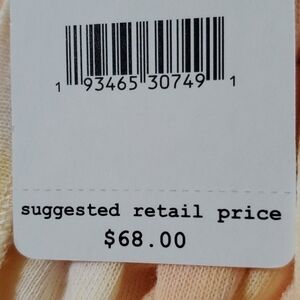 1 93465 30749 1
suggested retail price
$68.00